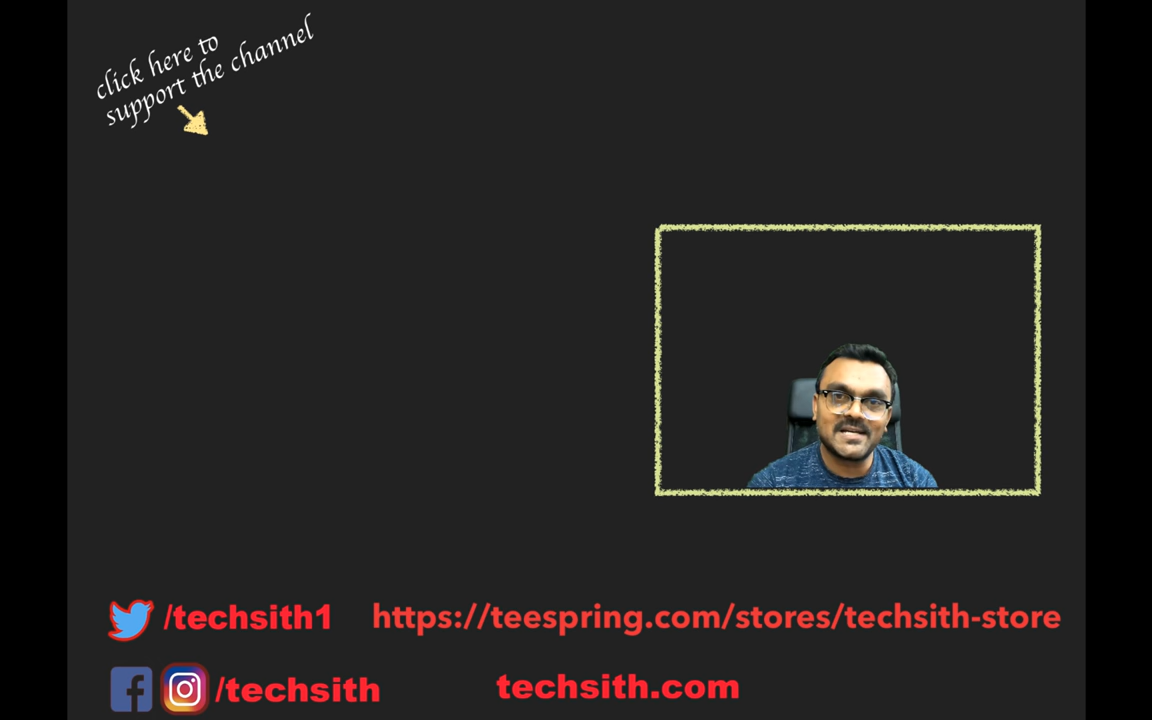 click here to
support the channel
/techsith1
https://teespring.com/stores/techsith-store
/techsith
techsith.com